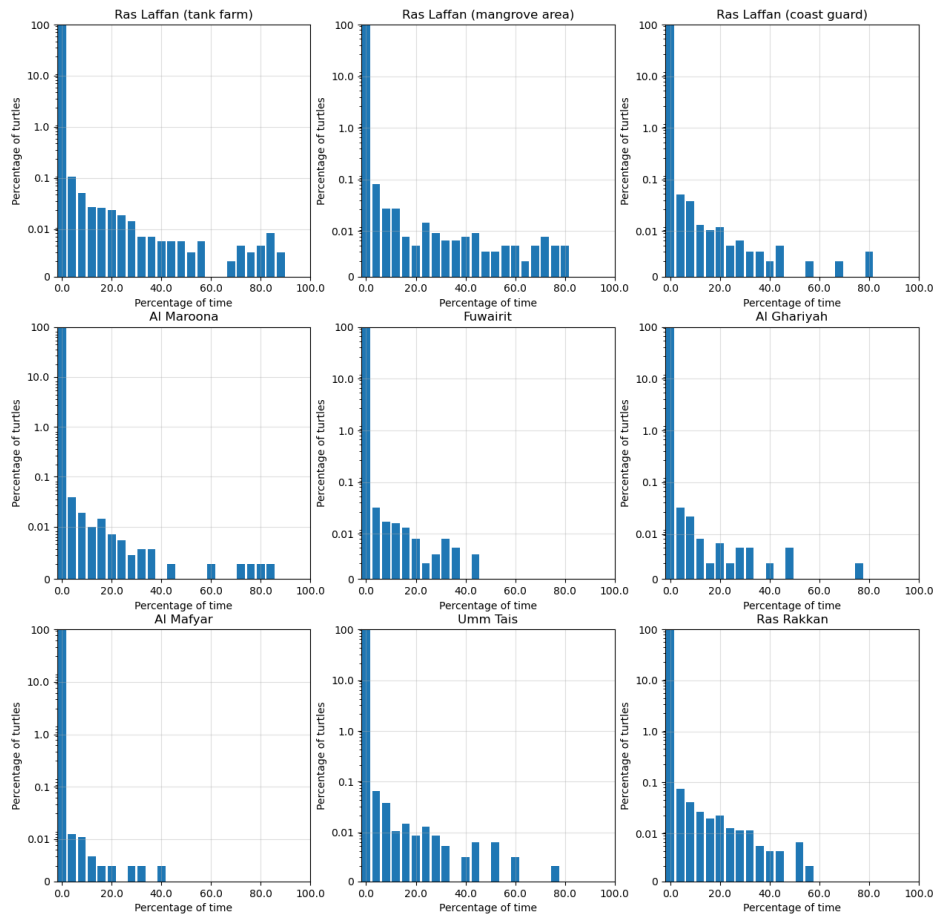 Ras Laffan (tank farm)
Percentage of turtles
100
10.0
1.0
0.1
0.01
0
0.0 20.0 40.0 60.0 80.0 100.0
Percentage of time
Ras Laffan (mangrove area)
Percentage of turtles
100
10.0
1.0
0.1
0.01
0
0.0 20.0 40.0 60.0 80.0 100.0
Percentage of time
Ras Laffan (coast guard)
Percentage of turtles
100
10.0
1.0
0.1
0.01
0
0.0 20.0 40.0 60.0 80.0 100.0
Percentage of time
Al Maroona
Percentage of turtles
100
10.0
1.0
0.1
0.01
0
0.0 20.0 40.0 60.0 80.0 100.0
Percentage of time
Fuwairit
Percentage of turtles
100
10.0
1.0
0.1
0.01
0
0.0 20.0 40.0 60.0 80.0 100.0
Percentage of time
Al Ghariyah
Percentage of turtles
100
10.0
1.0
0.1
0.01
0
0.0 20.0 40.0 60.0 80.0 100.0
Percentage of time
Al Mafyar
Percentage of turtles
100
10.0
1.0
0.1
0.01
0
0.0 20.0 40.0 60.0 80.0 100.0
Percentage of time
Umm Tais
Percentage of turtles
100
10.0
1.0
0.1
0.01
0
0.0 20.0 40.0 60.0 80.0 100.0
Percentage of time
Ras Rakkan
Percentage of turtles
100
10.0
1.0
0.1
0.01
0
0.0 20.0 40.0 60.0 80.0 100.0
Percentage of time